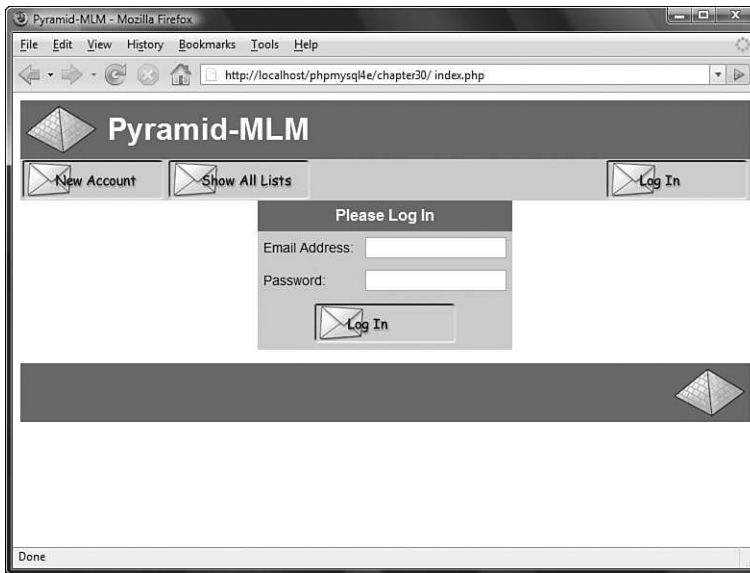 Pyramid-MLM - Mozilla Firefox
File Edit View History Bookmarks Tools Help
http://localhost/phpmysql4e/chapter30/ index.php
Pyramid-MLM
New Account Show All Lists Log In
Please Log In
Email Address:
Password:
Log In
Done